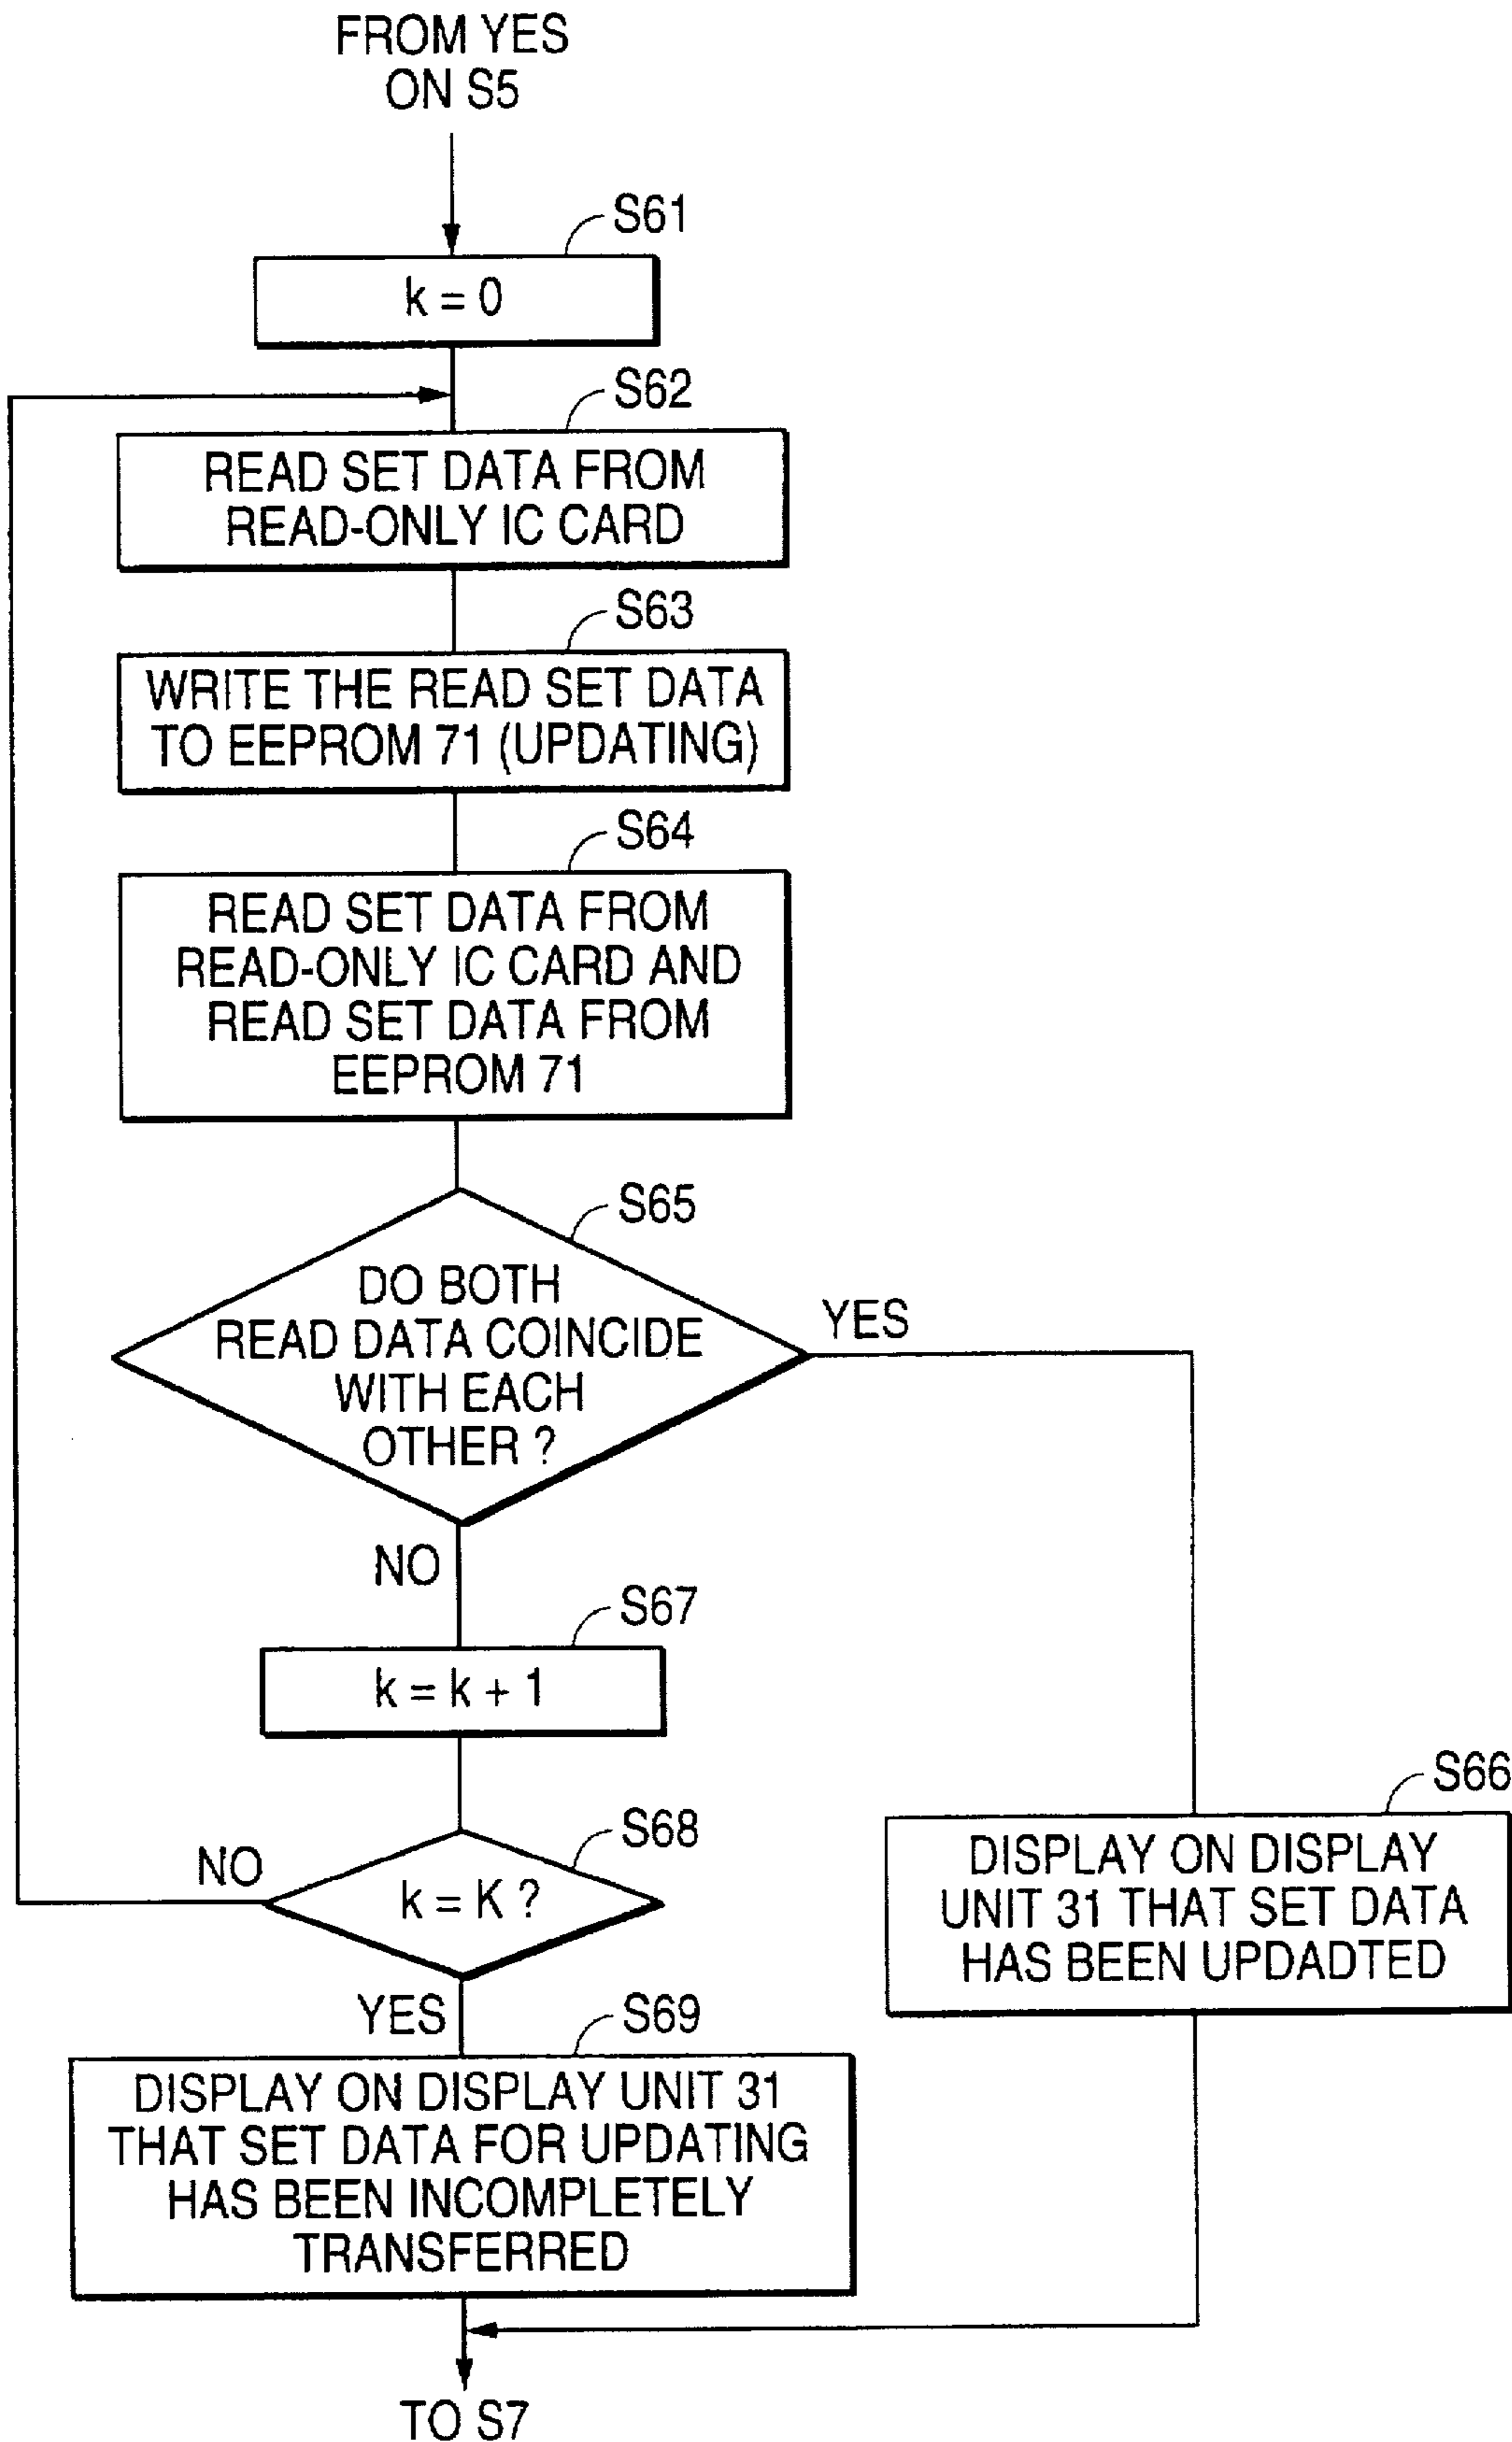 FROM YES
ON S5
S61
k = 0
S62
READ SET DATA FROM
READ-ONLY IC CARD
S63
WRITE THE READ SET DATA
TO EEPROM 71 (UPDATING)
S64
READ SET DATA FROM
READ-ONLY IC CARD AND
READ SET DATA FROM
EEPROM 71
S65
DO BOTH
READ DATA COINCIDE
WITH EACH
OTHER ?
YES
NO
S67
k = k + 1
S66
DISPLAY ON DISPLAY
UNIT 31 THAT SET DATA
HAS BEEN UPDADTED
S68
NO
k = K ?
YES
S69
DISPLAY ON DISPLAY UNIT 31
THAT SET DATA FOR UPDATING
HAS BEEN INCOMPLETELY
TRANSFERRED
TO S7